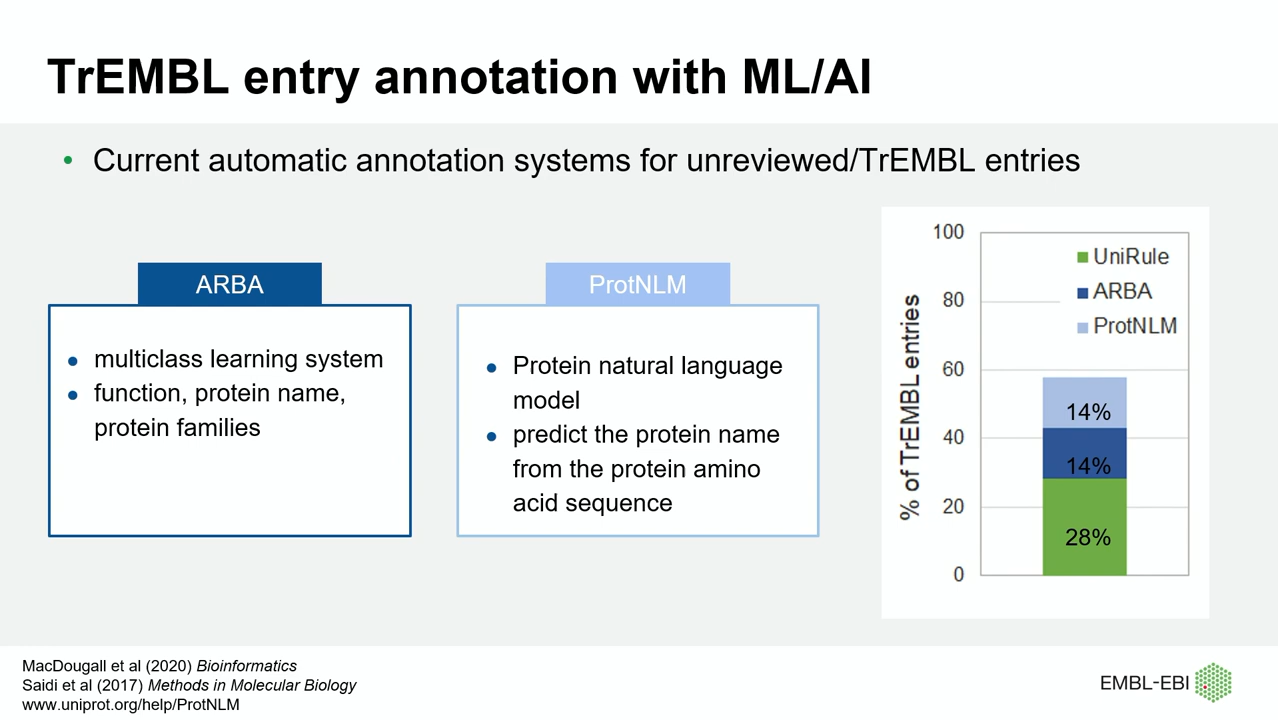 TrEMBL entry annotation with ML/AI
• Current automatic annotation systems for unreviewed/TrEMBL entries
ARBA
• multiclass learning system
• function, protein name,
protein families
ProtNLM
• Protein natural language
model
• predict the protein name
from the protein amino
acid sequence
% of TrEMBL entries
100
80
60
40
20
0
UniRule
ARBA
ProtNLM
14%
14%
28%
MacDougall et al (2020) Bioinformatics
Saidi et al (2017) Methods in Molecular Biology
www.uniprot.org/help/ProtNLM
EMBL-EBI